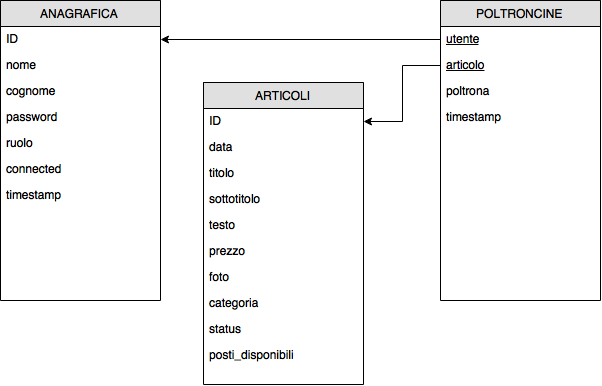 ANAGRAFICA
ID
nome
cognome
password
ruolo
connected
timestamp
ARTICOLI
ID
data
titolo
sottotitolo
testo
prezzo
foto
categoria
status
posti_disponibili
POLTRONCINE
utente
articolo
poltrona
timestamp